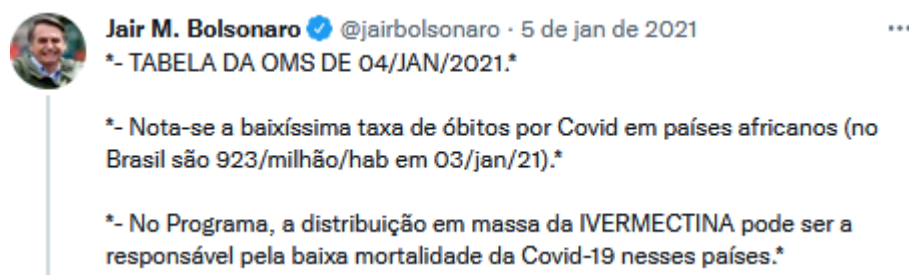 Jair M. Bolsonaro @jairbolsonaro · 5 de jan de 2021
*- TABELA DA OMS DE 04/JAN/2021.*
*- Nota-se a baixíssima taxa de óbitos por Covid em países africanos (no
Brasil são 923/milhão/hab em 03/jan/21).*
*- No Programa, a distribuição em massa da IVERMECTINA pode ser a
responsável pela baixa mortalidade da Covid-19 nesses países.*